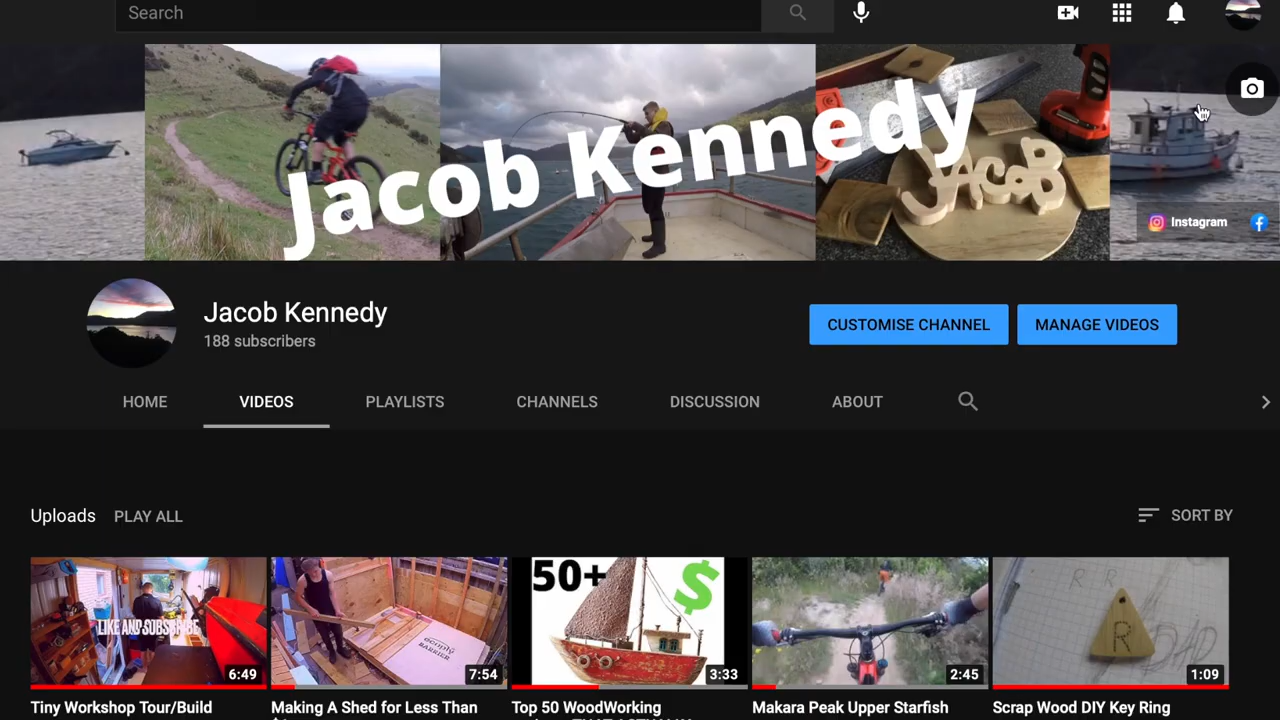 Search
Jacob Kennedy
JACOB
Instagram
Jacob Kennedy
188 subscribers
CUSTOMISE CHANNEL
MANAGE VIDEOS
HOME
VIDEOS
PLAYLISTS
CHANNELS
DISCUSSION
ABOUT
Uploads
PLAY ALL
SORT BY
LIKE AND SUBSCRIBE
6:49
ecoply
BARRIER
7:54
50+
$
3:33
2:45
R R
R
ROAD
1:09
Tiny Workshop Tour/Build
Making A Shed for Less Than
Top 50 WoodWorking
Makara Peak Upper Starfish
Scrap Wood DIY Key Ring